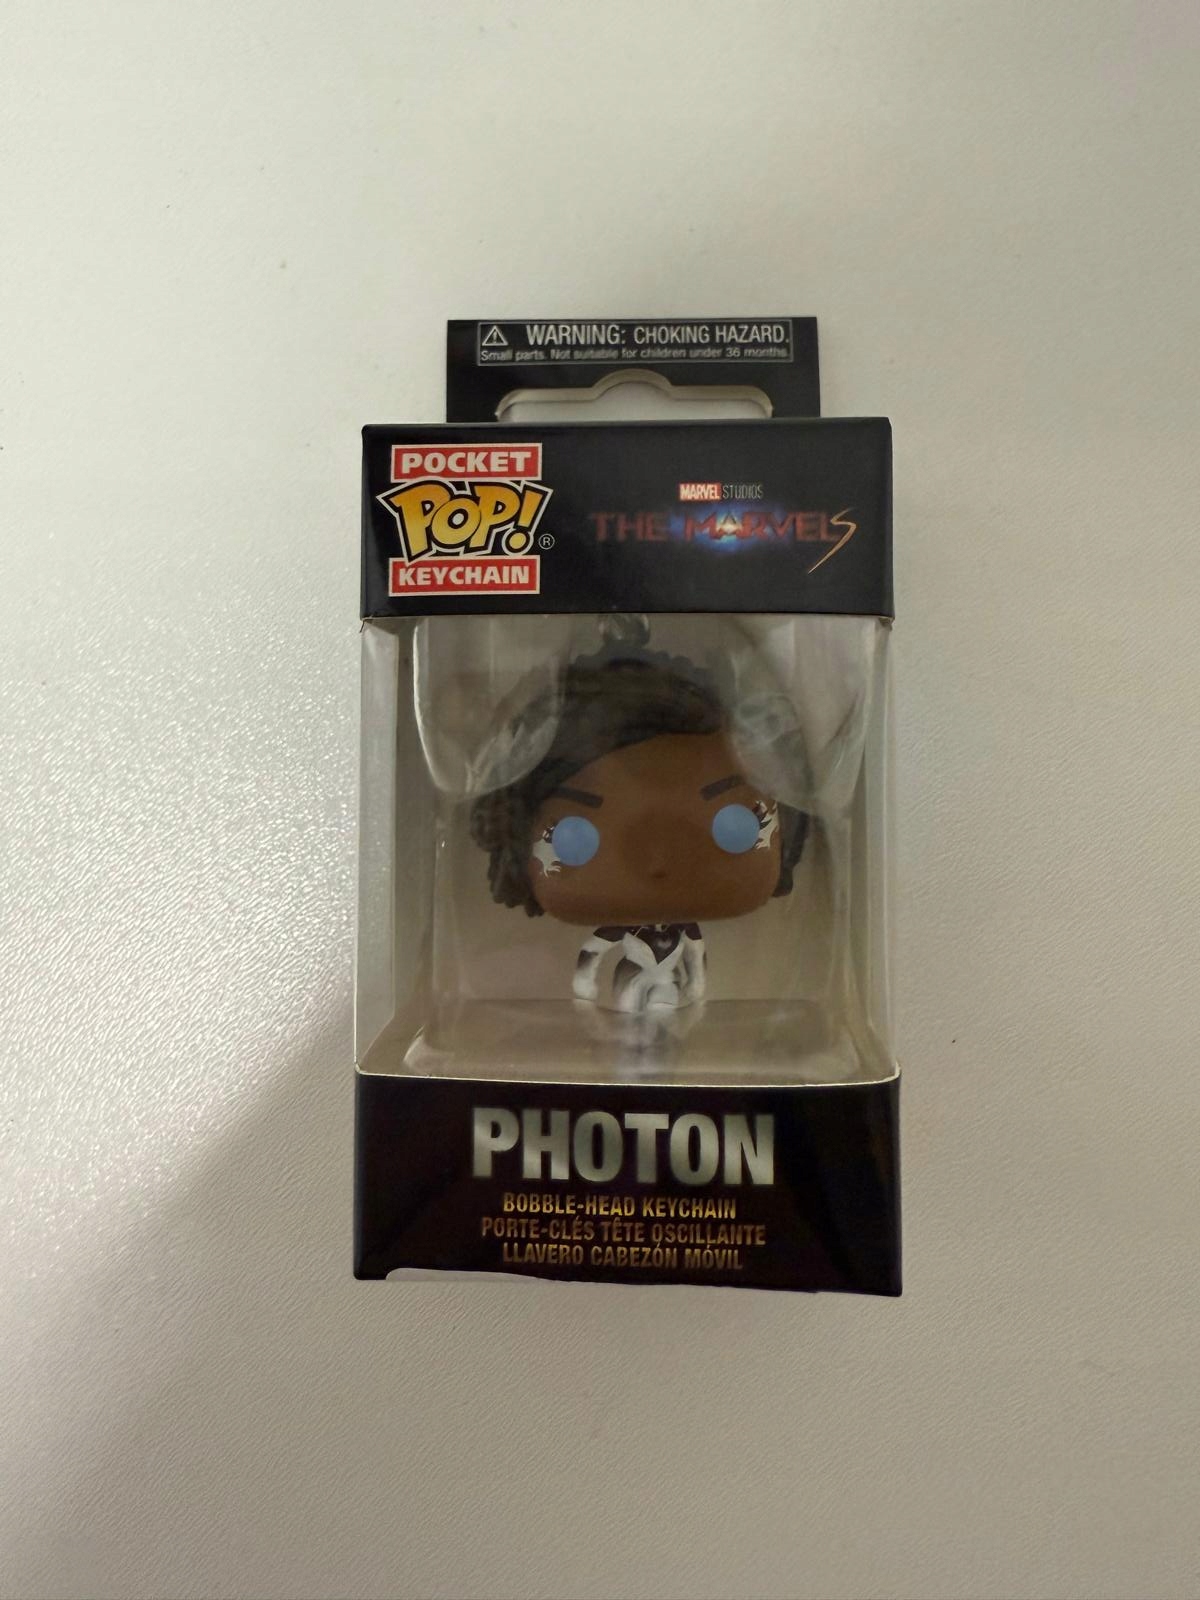 WARNING: CHOKING HAZARD.
Small parts. Not suitable for children under 36 months.
POCKET
POP!®
KEYCHAIN
MARVEL STUDIOS
THE MARVELS
PHOTON
BOBBLE-HEAD KEYCHAIN
PORTE-CLÉS TÊTE OSCILLANTE
LLAVERO CABEZÓN MÓVIL